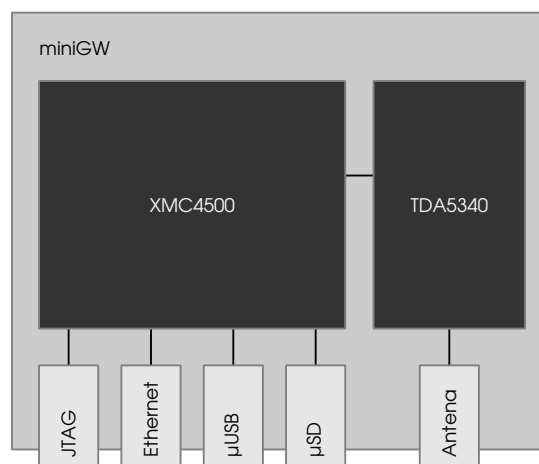 miniGW
XMC4500
TDA5340
JTAG
Ethernet
µUSB
µSD
Antena